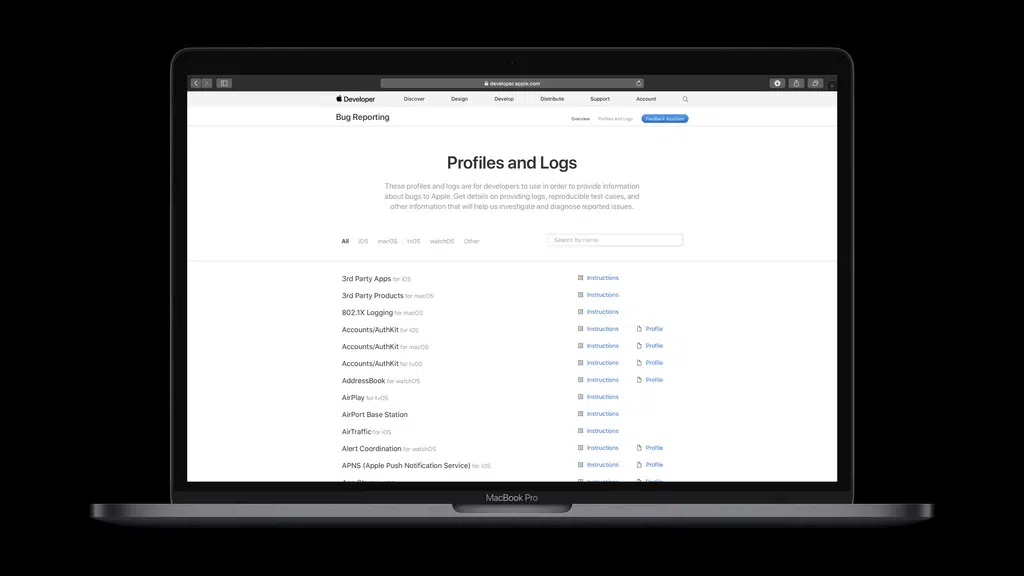 developer.apple.com
Developer
Discover
Design
Develop
Distribute
Support
Account
Bug Reporting
Overview
Profiles and Logs
Feedback Assistant
Profiles and Logs
These profiles and logs are for developers to use in order to provide information
about bugs to Apple. Get details on providing logs, reproducible test cases, and
other information that will help us investigate and diagnose reported issues.
All
iOS
macOS
tvOS
watchOS
Other
Search by name
3rd Party Apps for iOS
Instructions
3rd Party Products for macOS
Instructions
802.1X Logging for macOS
Instructions
Accounts/AuthKit for iOS
Instructions
Profile
Accounts/AuthKit for macOS
Instructions
Profile
Accounts/AuthKit for tvOS
Instructions
Profile
AddressBook for watchOS
Instructions
Profile
AirPlay for tvOS
Instructions
AirPort Base Station
Instructions
AirTraffic for iOS
Instructions
Alert Coordination for watchOS
Instructions
Profile
APNS (Apple Push Notification Service) for iOS
Instructions
Profile
MacBook Pro